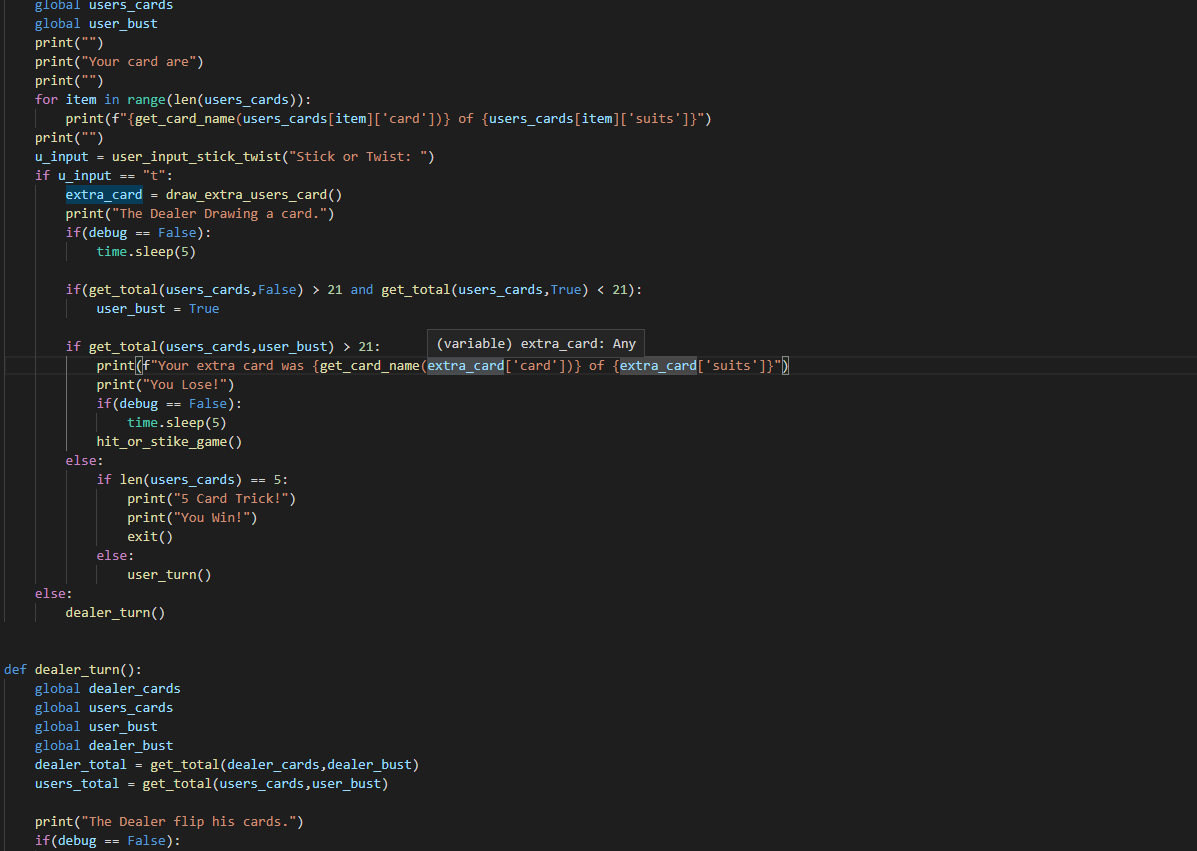 global users_cards
global user_bust
print("")
print("Your card are")
print("")
for item in range(len(users_cards)):
print(f"{get_card_name(users_cards[item]['card'])} of {users_cards[item]['suits']}")
print("")
u_input = user_input_stick_twist("Stick or Twist: ")
if u_input == "t":
extra_card = draw_extra_users_card()
print("The Dealer Drawing a card.")
if(debug == False):
time.sleep(5)
if(get_total(users_cards,False) > 21 and get_total(users_cards,True) < 21):
user_bust = True
(variable) extra_card: Any
if get_total(users_cards,user_bust) > 21:
print(f"Your extra card was {get_card_name(extra_card['card'])} of {extra_card['suits']}")
print("You Lose!")
if(debug == False):
time.sleep(5)
hit_or_stike_game()
else:
if len(users_cards) == 5:
print("5 Card Trick!")
print("You Win!")
exit()
else:
user_turn()
else:
dealer_turn()
def dealer_turn():
global dealer_cards
global users_cards
global user_bust
global dealer_bust
dealer_total = get_total(dealer_cards,dealer_bust)
users_total = get_total(users_cards,user_bust)
print("The Dealer flip his cards.")
if(debug == False):